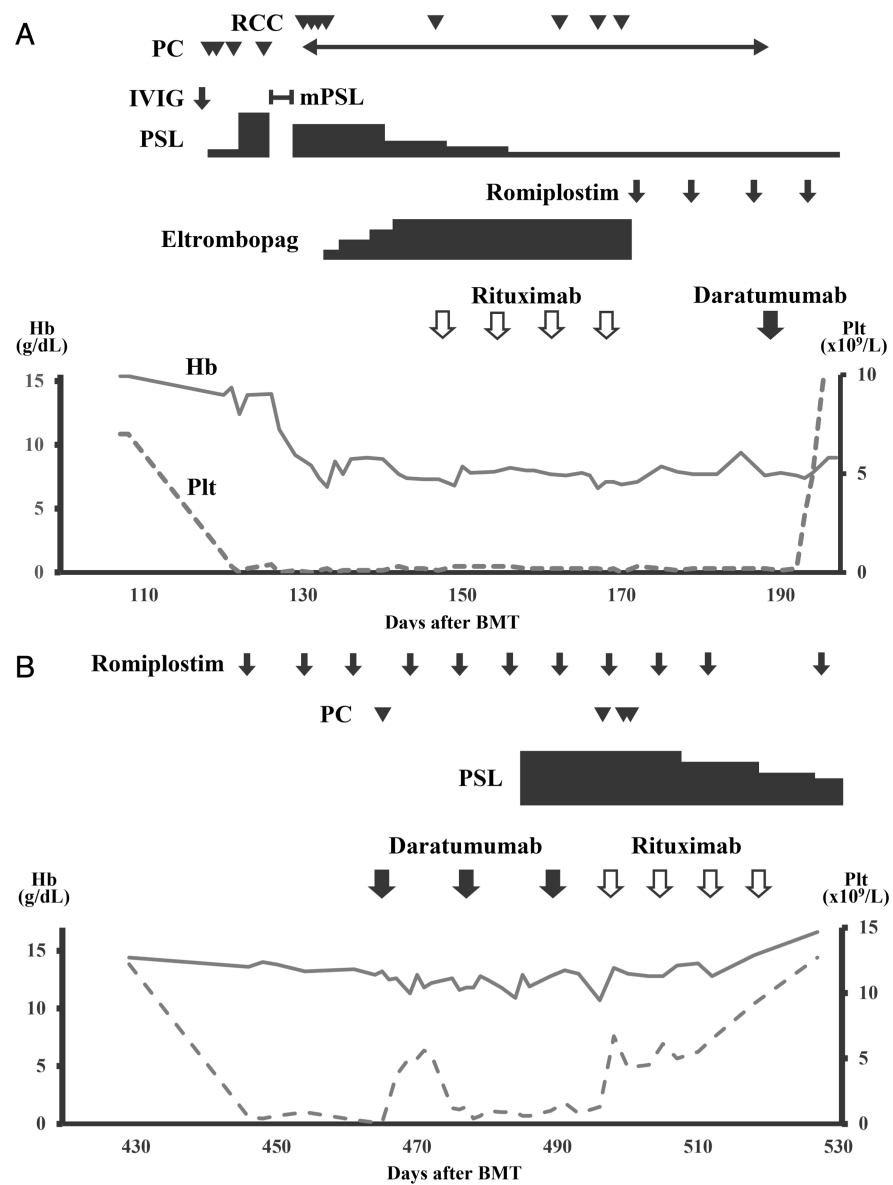 A
RCC
PC
IVIG
mPSL
PSL
Romiplostim
Eltrombopag
Rituximab
Daratumumab
Hb
(g/dL)
Plt
(x10⁹/L)
15
10
5
0
Hb
Plt
10
5
0
110
130
150
170
190
Days after BMT
B
Romiplostim
PC
PSL
Daratumumab
Rituximab
Hb
(g/dL)
Plt
(x10⁹/L)
15
10
5
0
15
10
5
0
430
450
470
490
510
530
Days after BMT